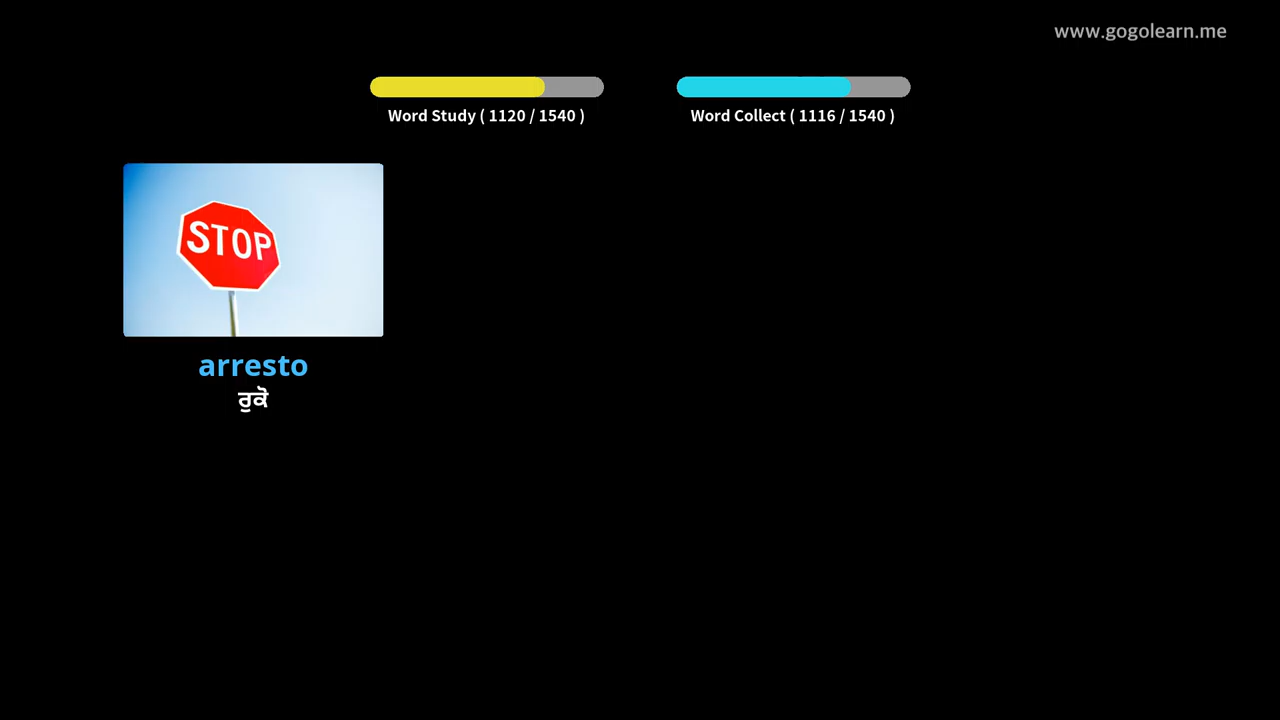 www.gogolearn.me
Word Study ( 1120 / 1540 )
Word Collect ( 1116 / 1540 )
STOP
arresto
ਰੁਕੋ